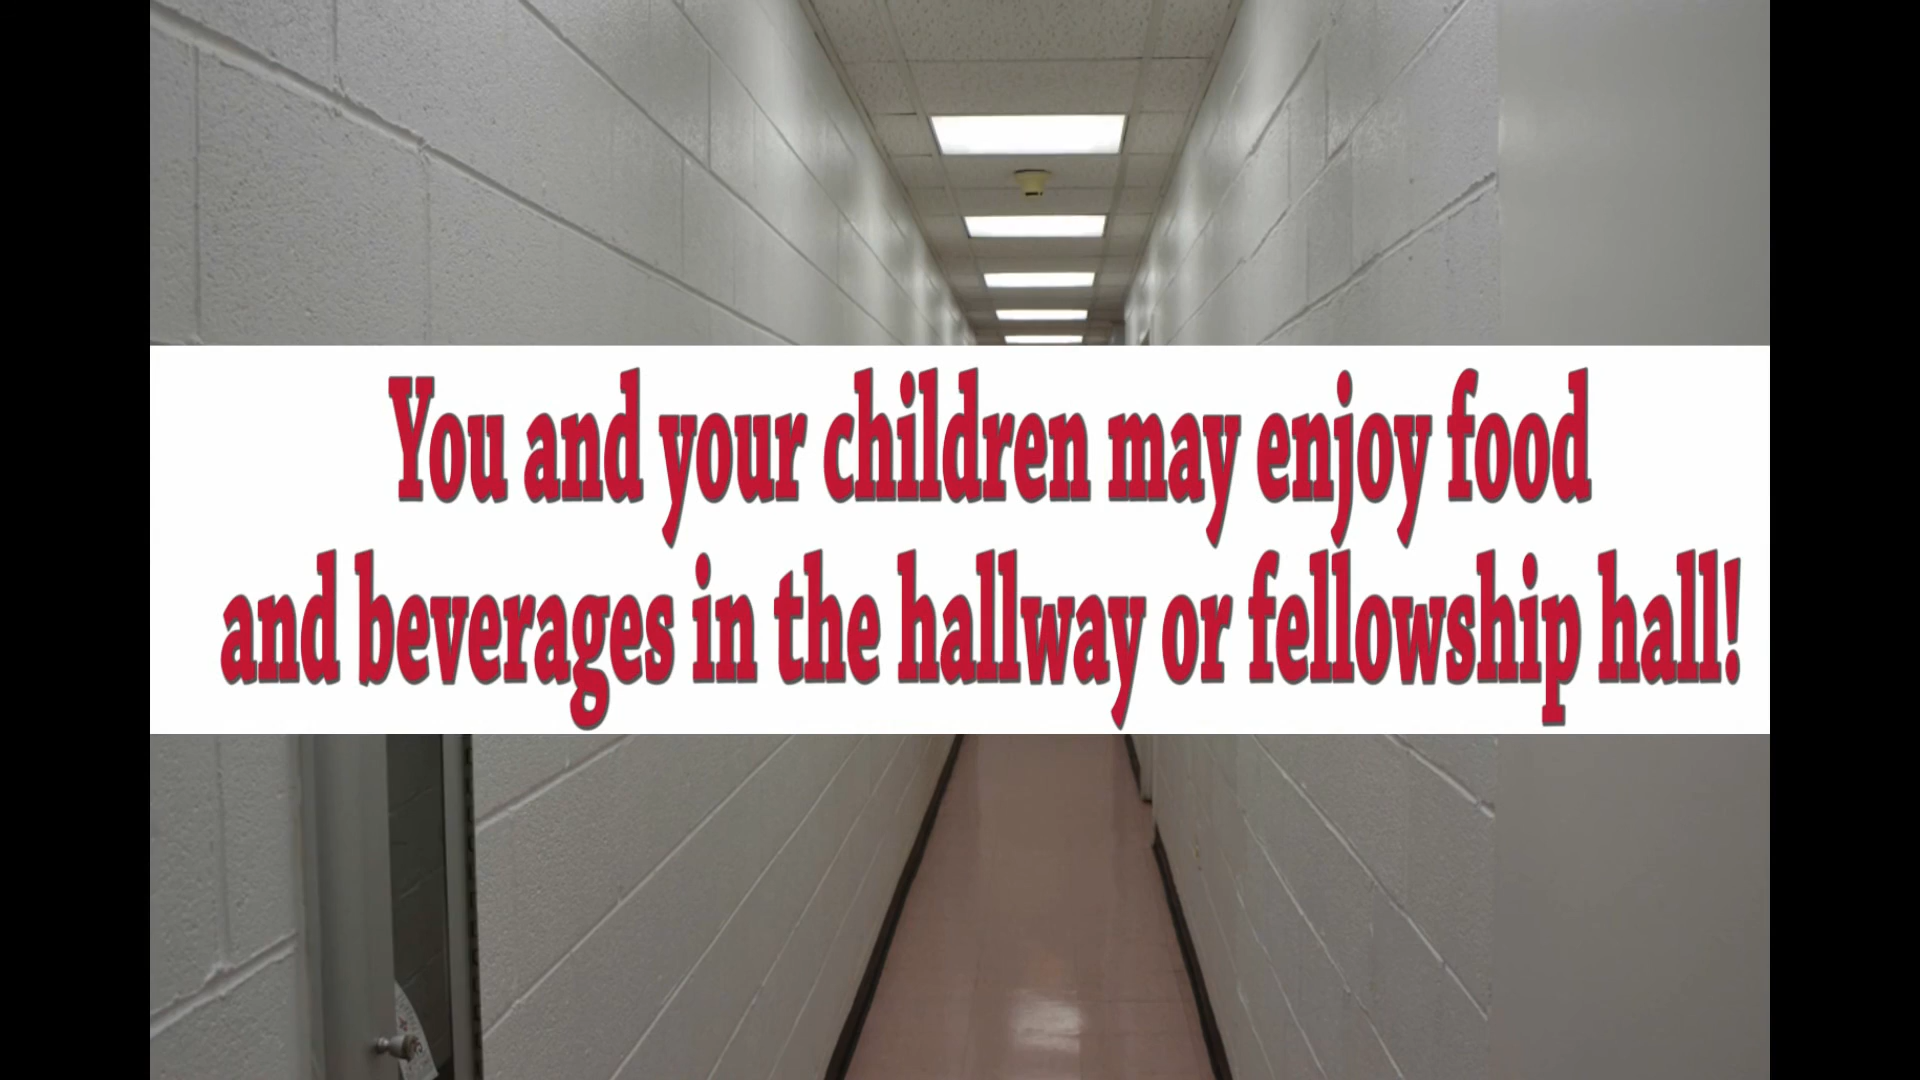 You and your children may enjoy food
and beverages in the hallway or fellowship hall!